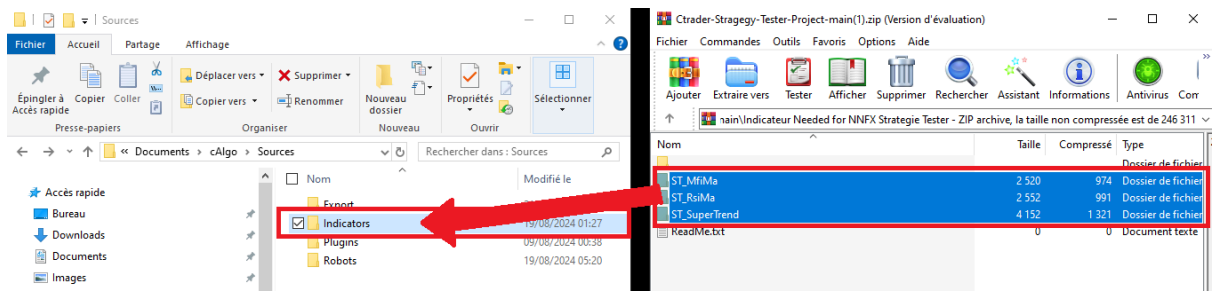 Sources
Fichier Accueil Partage Affichage
Épingler à Accès rapide
Copier
Coller
Déplacer vers
Copier vers
Supprimer
Renommer
Nouveau dossier
Propriétés
Sélectionner
Presse-papiers Organiser Nouveau Ouvrir
« Documents > cAlgo > Sources
Rechercher dans : Sources
Accès rapide
Bureau
Downloads
Documents
Images
Nom Modifié le
Export
Indicators 19/08/2024 01:27
Plugins 09/08/2024 00:38
Robots 19/08/2024 05:20
Ctrader-Stragegy-Tester-Project-main(1).zip (Version d'évaluation)
Fichier Commandes Outils Favoris Options Aide
Ajouter Extraire vers Tester Afficher Supprimer Rechercher Assistant Informations Antivirus Com
nain\Indicateur Needed for NNFX Strategie Tester - ZIP archive, la taille non compressée est de 246 311
Nom Taille Compressé Type
Dossier de fichier
ST_MfiMa 2 520 974 Dossier de fichier
ST_RsiMa 2 552 991 Dossier de fichier
ST_SuperTrend 4 152 1 321 Dossier de fichier
ReadMe.txt 0 0 Document texte